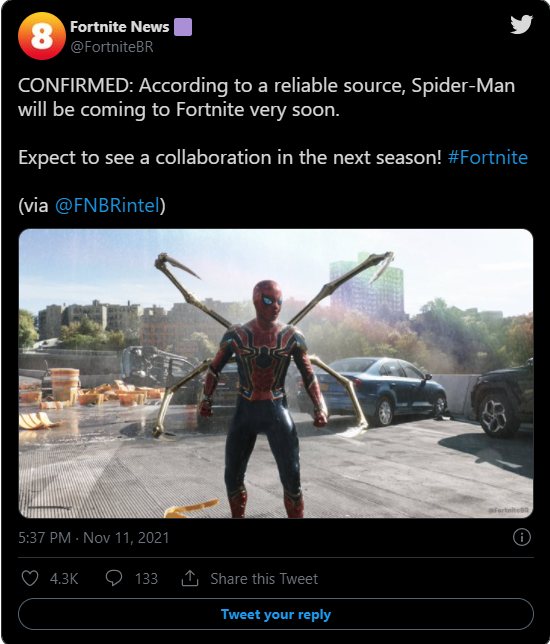 8
Fortnite News
@FortniteBR
CONFIRMED: According to a reliable source, Spider-Man
will be coming to Fortnite very soon.
Expect to see a collaboration in the next season! #Fortnite
(via @FNBRintel)
@FortniteBR
5:37 PM · Nov 11, 2021
4.3K
133
Share this Tweet
Tweet your reply